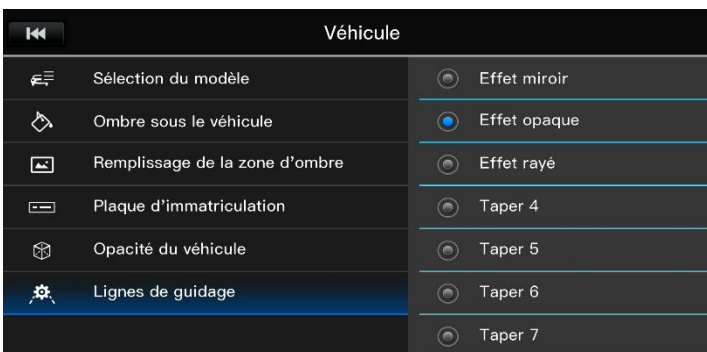 Véhicule
Sélection du modèle
Ombre sous le véhicule
Remplissage de la zone d'ombre
Plaque d'immatriculation
Opacité du véhicule
Lignes de guidage
Effet miroir
Effet opaque
Effet rayé
Taper 4
Taper 5
Taper 6
Taper 7